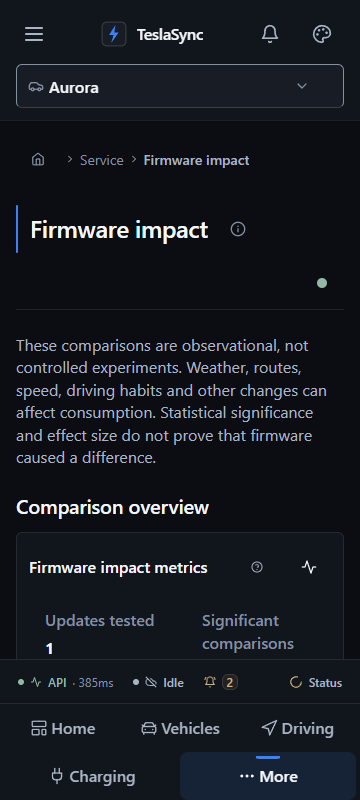 TeslaSync
Aurora
Service > Firmware impact
Firmware impact
These comparisons are observational, not
controlled experiments. Weather, routes,
speed, driving habits and other changes can
affect consumption. Statistical significance
and effect size do not prove that firmware
caused a difference.
Comparison overview
Firmware impact metrics
Updates tested
1
Significant
comparisons
API · 385ms Idle 2 Status
Home Vehicles Driving
Charging More